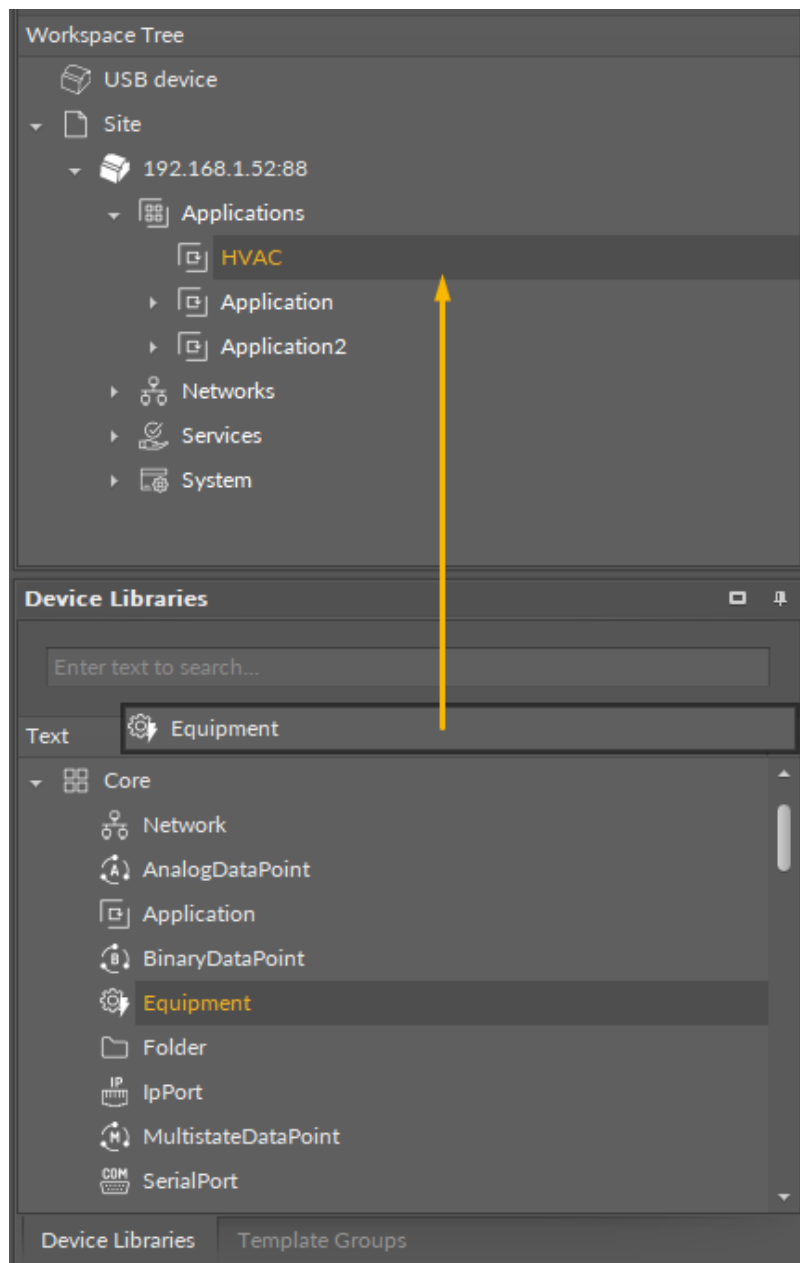 Workspace Tree
USB device
Site
192.168.1.52:88
Applications
HVAC
Application
Application2
Networks
Services
System
Device Libraries
Enter text to search...
Text
Equipment
Core
Network
A AnalogDataPoint
Application
B BinaryDataPoint
Equipment
Folder
IP IpPort
M MultistateDataPoint
COM SerialPort
Device Libraries Template Groups